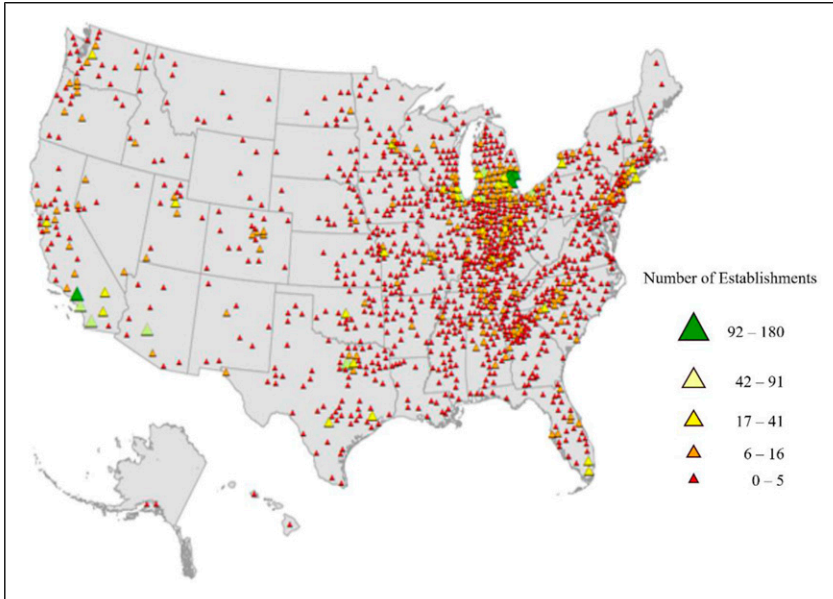 Number of Establishments
92 – 180
42 – 91
17 – 41
6 – 16
0 – 5